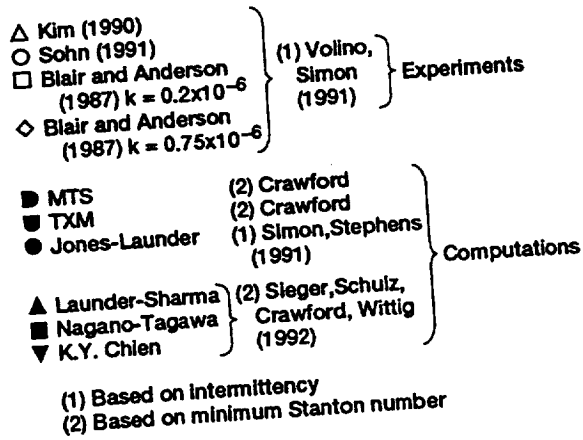 △ Kim (1990)
○ Sohn (1991)
□ Blair and Anderson
(1987) k = 0.2x10⁻⁶
◇ Blair and Anderson
(1987) k = 0.75x10⁻⁶
(1) Volino,
Simon
(1991)
Experiments
MTS (2) Crawford
TXM (2) Crawford
● Jones-Launder (1) Simon,Stephens
(1991)
▲ Launder-Sharma
■ Nagano-Tagawa
▼ K.Y. Chien
(2) Sieger,Schulz,
Crawford, Wittig
(1992)
Computations
(1) Based on intermittency
(2) Based on minimum Stanton number